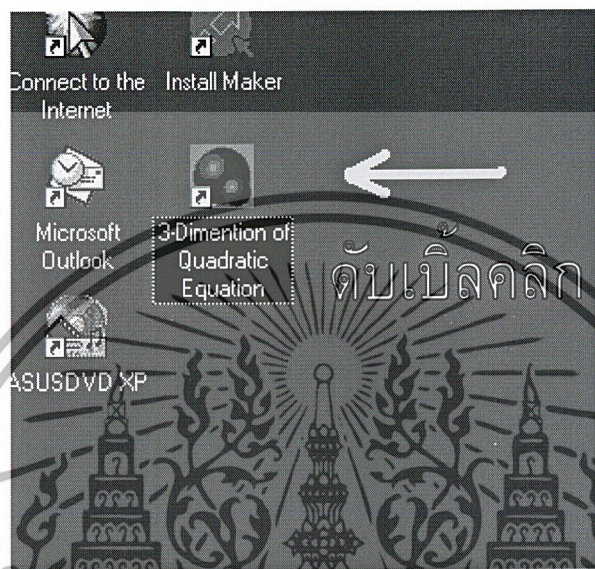 Connect to the
Internet
Install Maker
Microsoft
Outlook
3-Dimention of
Quadratic
Equation
ดับเบิ้ลคลิก
ASUSDVD XP